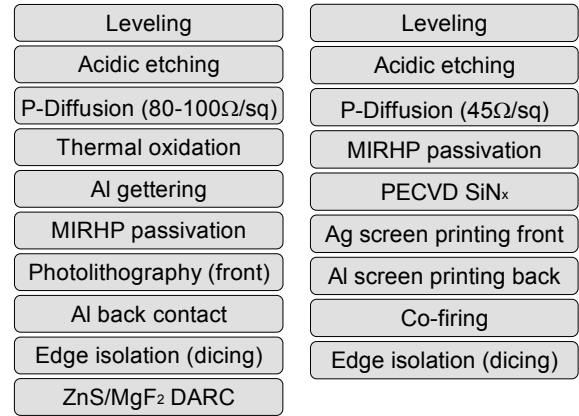 Leveling
Acidic etching
P-Diffusion (80-100Ω/sq)
Thermal oxidation
Al gettering
MIRHP passivation
Photolithography (front)
Al back contact
Edge isolation (dicing)
ZnS/MgF₂ DARC
Leveling
Acidic etching
P-Diffusion (45Ω/sq)
MIRHP passivation
PECVD SiNₓ
Ag screen printing front
Al screen printing back
Co-firing
Edge isolation (dicing)